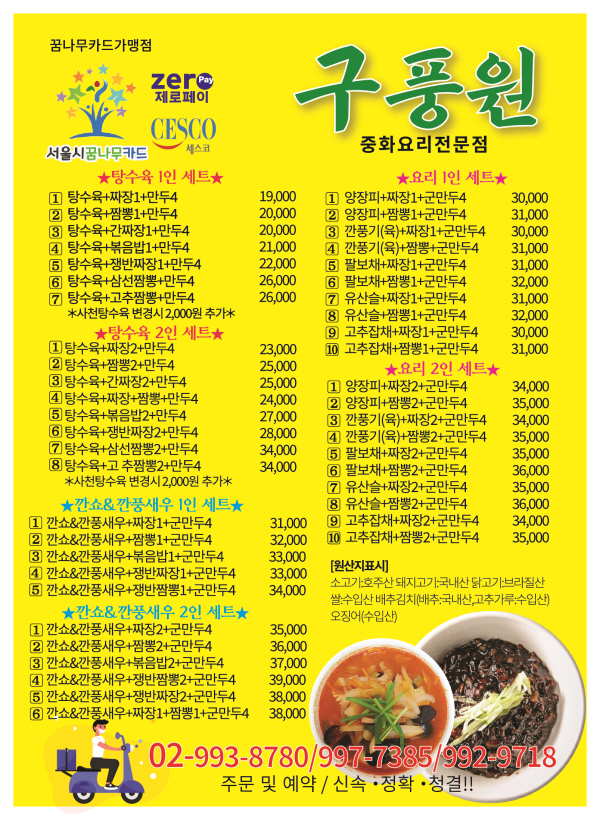 꿈나무카드가맹점
zero Pay
제로페이
CESCO
세스코
서울시꿈나무카드
구풍원
중화요리전문점
★탕수육 1인 세트★
1 탕수육+짜장1+만두4 19,000
2 탕수육+짬뽕1+만두4 20,000
3 탕수육+간짜장1+만두4 20,000
4 탕수육+볶음밥1+만두4 21,000
5 탕수육+쟁반짜장1+만두4 22,000
6 탕수육+삼선짬뽕+만두4 26,000
7 탕수육+고추짬뽕+만두4 26,000
*사천탕수육 변경시 2,000원 추가*
★탕수육 2인 세트★
1 탕수육+짜장2+만두4 23,000
2 탕수육+짬뽕2+만두4 25,000
3 탕수육+간짜장2+만두4 25,000
4 탕수육+짜장+짬뽕+만두4 24,000
5 탕수육+볶음밥2+만두4 27,000
6 탕수육+쟁반짜장2+만두4 28,000
7 탕수육+삼선짬뽕2+만두4 34,000
8 탕수육+고 추짬뽕2+만두4 34,000
*사천탕수육 변경시 2,000원 추가*
★깐쇼&깐풍새우 1인 세트★
1 깐쇼&깐풍새우+짜장1+군만두4 31,000
2 깐쇼&깐풍새우+짬뽕1+군만두4 32,000
3 깐쇼&깐풍새우+볶음밥1+군만두4 33,000
4 깐쇼&깐풍새우+쟁반짜장1+군만두4 33,000
5 깐쇼&깐풍새우+쟁반짬뽕1+군만두4 34,000
★깐쇼&깐풍새우 2인 세트★
1 깐쇼&깐풍새우+짜장2+군만두4 35,000
2 깐쇼&깐풍새우+짬뽕2+군만두4 36,000
3 깐쇼&깐풍새우+볶음밥2+군만두4 37,000
4 깐쇼&깐풍새우+쟁반짬뽕2+군만두4 39,000
5 깐쇼&깐풍새우+쟁반짜장2+군만두4 38,000
6 깐쇼&깐풍새우+짜장1+짬뽕1+군만두4 38,000
★요리 1인 세트★
1 양장피+짜장1+군만두4 30,000
2 양장피+짬뽕1+군만두4 31,000
3 깐풍기(육)+짜장1+군만두4 30,000
4 깐풍기(육)+짬뽕+군만두4 31,000
5 팔보채+짜장1+군만두4 31,000
6 팔보채+짬뽕1+군만두4 32,000
7 유산슬+짜장1+군만두4 31,000
8 유산슬+짬뽕1+군만두4 32,000
9 고추잡채+짜장1+군만두4 30,000
10 고추잡채+짬뽕1+군만두4 31,000
★요리 2인 세트★
1 양장피+짜장2+군만두4 34,000
2 양장피+짬뽕2+군만두4 35,000
3 깐풍기(육)+짜장2+군만두4 34,000
4 깐풍기(육)+짬뽕2+군만두4 35,000
5 팔보채+짜장2+군만두4 35,000
6 팔보채+짬뽕2+군만두4 36,000
7 유산슬+짜장2+군만두4 35,000
8 유산슬+짬뽕2+군만두4 36,000
9 고추잡채+짜장2+군만두4 34,000
10 고추잡채+짬뽕2+군만두4 35,000
[원산지표시]
소고기:호주산 돼지고기:국내산 닭고기:브라질산
쌀:수입산 배추김치(배추:국내산,고추가루:수입산)
오징어(수입산)
02-993-8780/997-7385/992-9718
주문 및 예약 / 신속 · 정확 · 청결!!